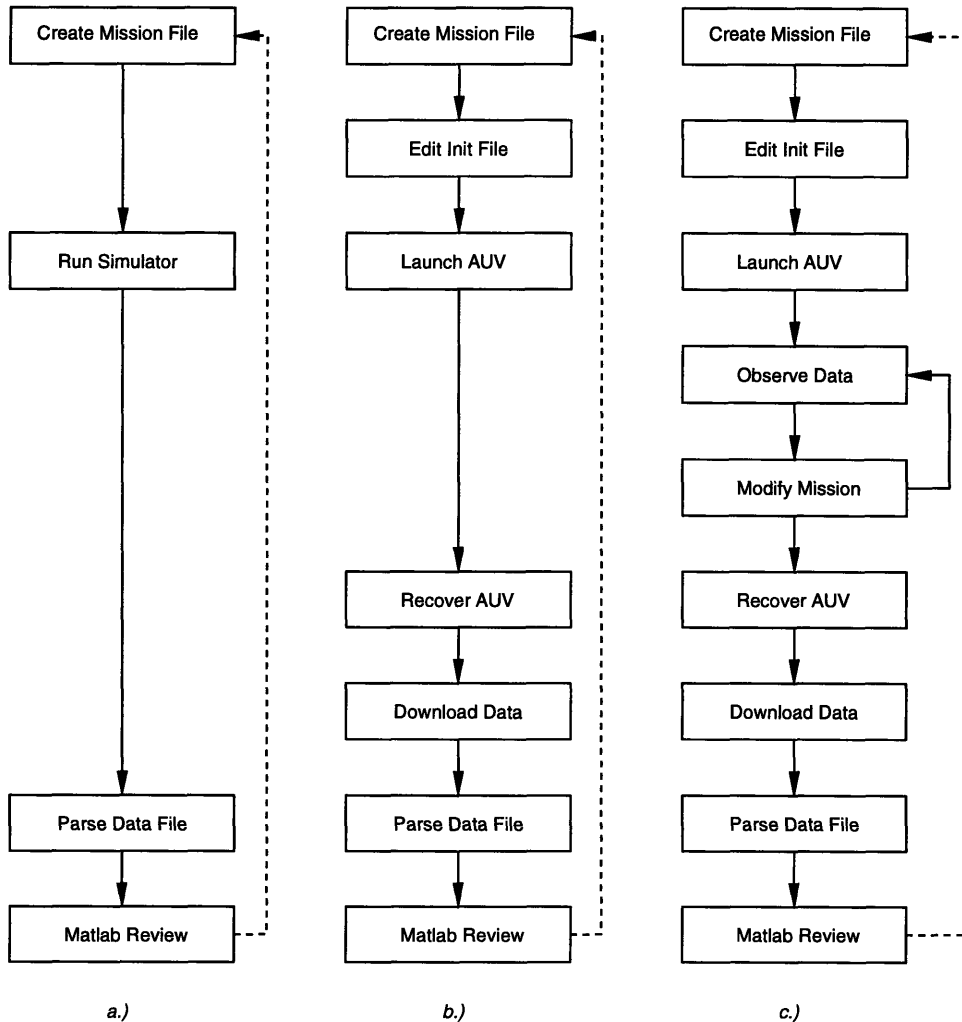 Create Mission File
Run Simulator
Parse Data File
Matlab Review
a.)
Create Mission File
Edit Init File
Launch AUV
Recover AUV
Download Data
Parse Data File
Matlab Review
b.)
Create Mission File
Edit Init File
Launch AUV
Observe Data
Modify Mission
Recover AUV
Download Data
Parse Data File
Matlab Review
c.)